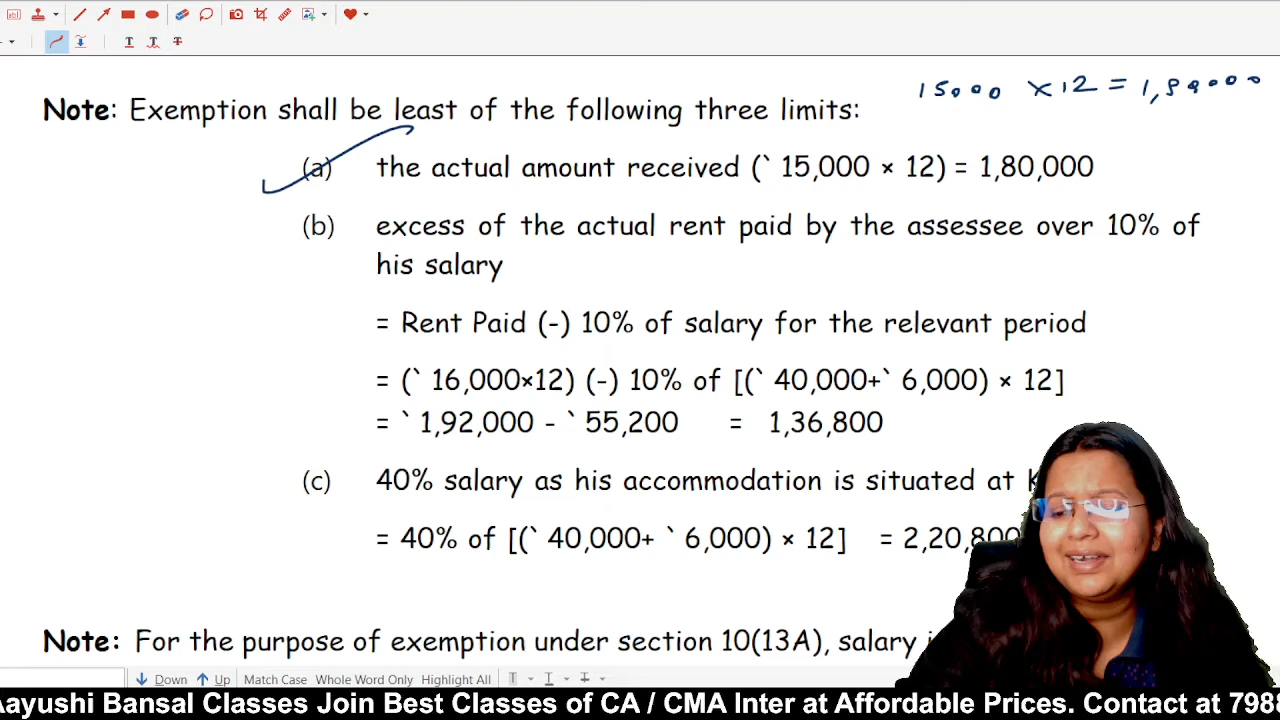 15000 ×12 = 1,80000
Note: Exemption shall be least of the following three limits:
(a) the actual amount received (` 15,000 × 12) = 1,80,000
(b) excess of the actual rent paid by the assessee over 10% of
his salary
= Rent Paid (-) 10% of salary for the relevant period
= (` 16,000×12) (-) 10% of [(` 40,000+` 6,000) × 12]
= ` 1,92,000 - ` 55,200 = 1,36,800
(c) 40% salary as his accommodation is situated at
= 40% of [(` 40,000+ ` 6,000) × 12] = 2,20,800
Note: For the purpose of exemption under section 10(13A), salary
Down Up Match Case Whole Word Only Highlight All
Aayushi Bansal Classes Join Best Classes of CA / CMA Inter at Affordable Prices. Contact at 798